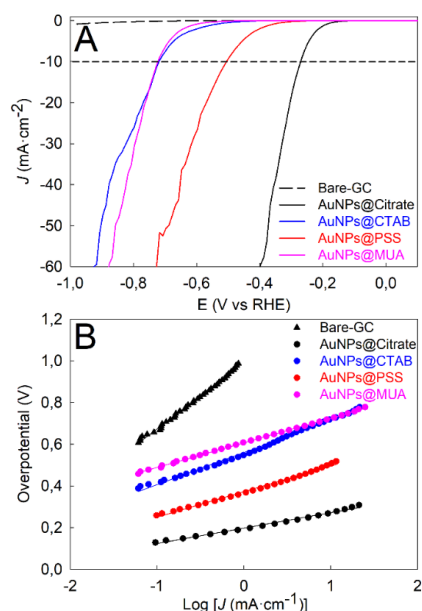 A
0
-10
-20
-30
-40
-50
-60
J (mA·cm-2)
Bare-GC
AuNPs@Citrate
AuNPs@CTAB
AuNPs@PSS
AuNPs@MUA
-1,0 -0,8 -0,6 -0,4 -0,2 0,0
E (V vs RHE)
B
1,2
1,0
0,8
0,6
0,4
0,2
0,0
Overpotential (V)
Bare-GC
AuNPs@Citrate
AuNPs@CTAB
AuNPs@PSS
AuNPs@MUA
-2 -1 0 1 2
Log [J (mA·cm-1)]